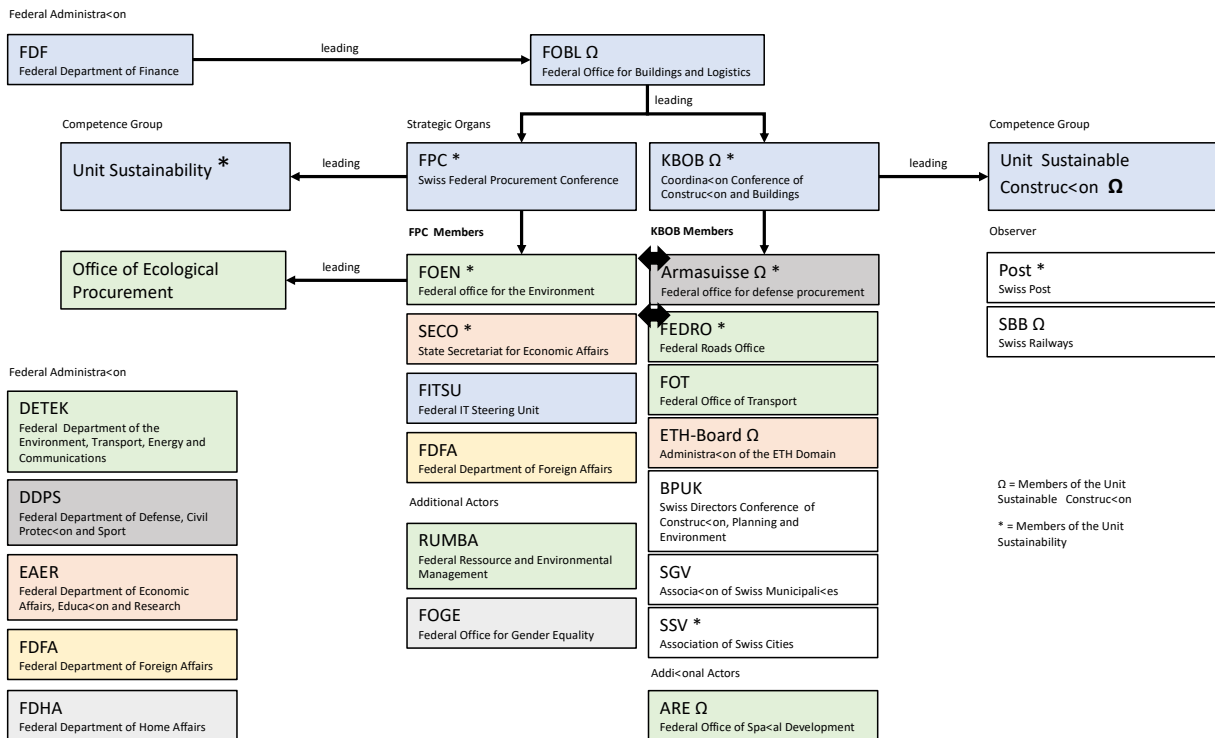 Federal Administra<on
FDF
Federal Department of Finance
leading
FOBL Ω
Federal Office for Buildings and Logistics
leading
Competence Group
Unit Sustainability *
leading
Strategic Organs
FPC *
Swiss Federal Procurement Conference
KBOB Ω *
Coordina<on Conference of
Construc<on and Buildings
leading
Competence Group
Unit Sustainable
Construc<on Ω
Office of Ecological
Procurement
leading
FPC Members
FOEN *
Federal office for the Environment
SECO *
State Secretariat for Economic Affairs
FITSU
Federal IT Steering Unit
FDFA
Federal Department of Foreign Affairs
Additional Actors
RUMBA
Federal Ressource and Environmental
Management
FOGE
Federal Office for Gender Equality
KBOB Members
Armasuisse Ω *
Federal office for defense procurement
FEDRO *
Federal Roads Office
FOT
Federal Office of Transport
ETH-Board Ω
Administra<on of the ETH Domain
BPUK
Swiss Directors Conference of
Construc<on, Planning and
Environment
SGV
Associa<on of Swiss Municipali<es
SSV *
Association of Swiss Cities
Addi<onal Actors
ARE Ω
Federal Office of Spa<al Development
Observer
Post *
Swiss Post
SBB Ω
Swiss Railways
Federal Administra<on
DETEK
Federal Department of the
Environment, Transport, Energy and
Communications
DDPS
Federal Department of Defense, Civil
Protec<on and Sport
EAER
Federal Department of Economic
Affairs, Educa<on and Research
FDFA
Federal Department of Foreign Affairs
FDHA
Federal Department of Home Affairs
Ω = Members of the Unit
Sustainable Construc<on
* = Members of the Unit
Sustainability